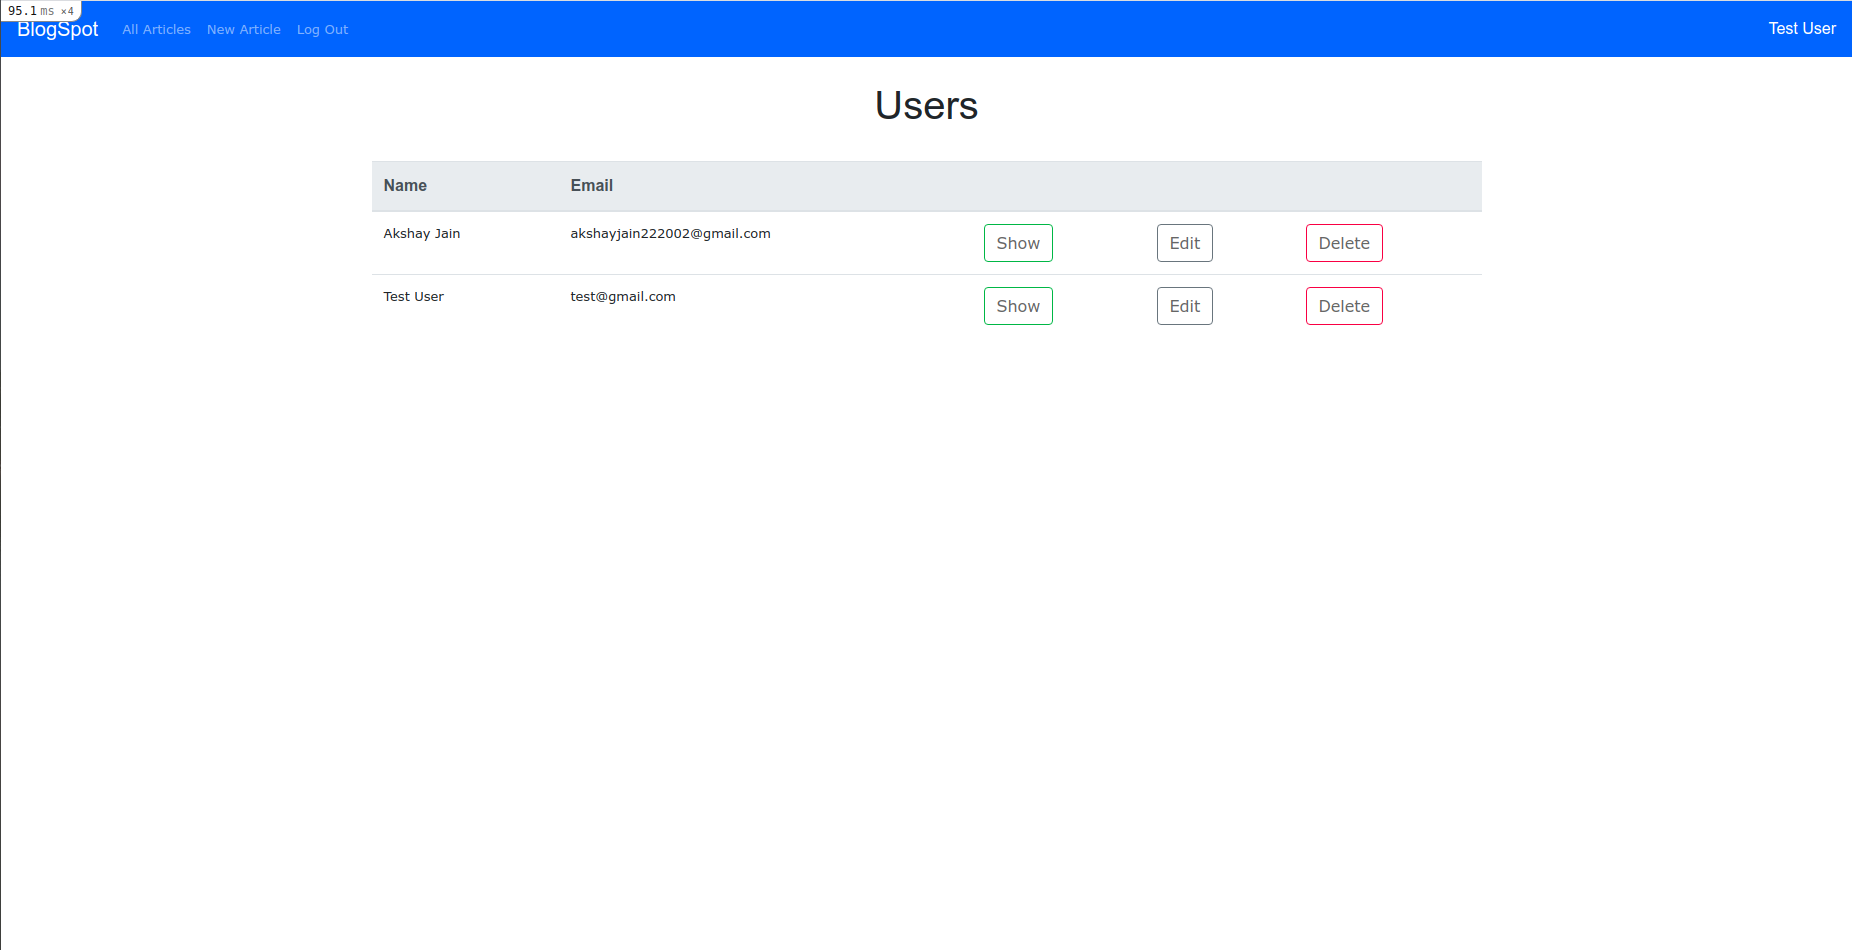 95.1 ms ×4
BlogSpot All Articles New Article Log Out Test User
Users
Name Email
Akshay Jain akshayjain222002@gmail.com Show Edit Delete
Test User test@gmail.com Show Edit Delete